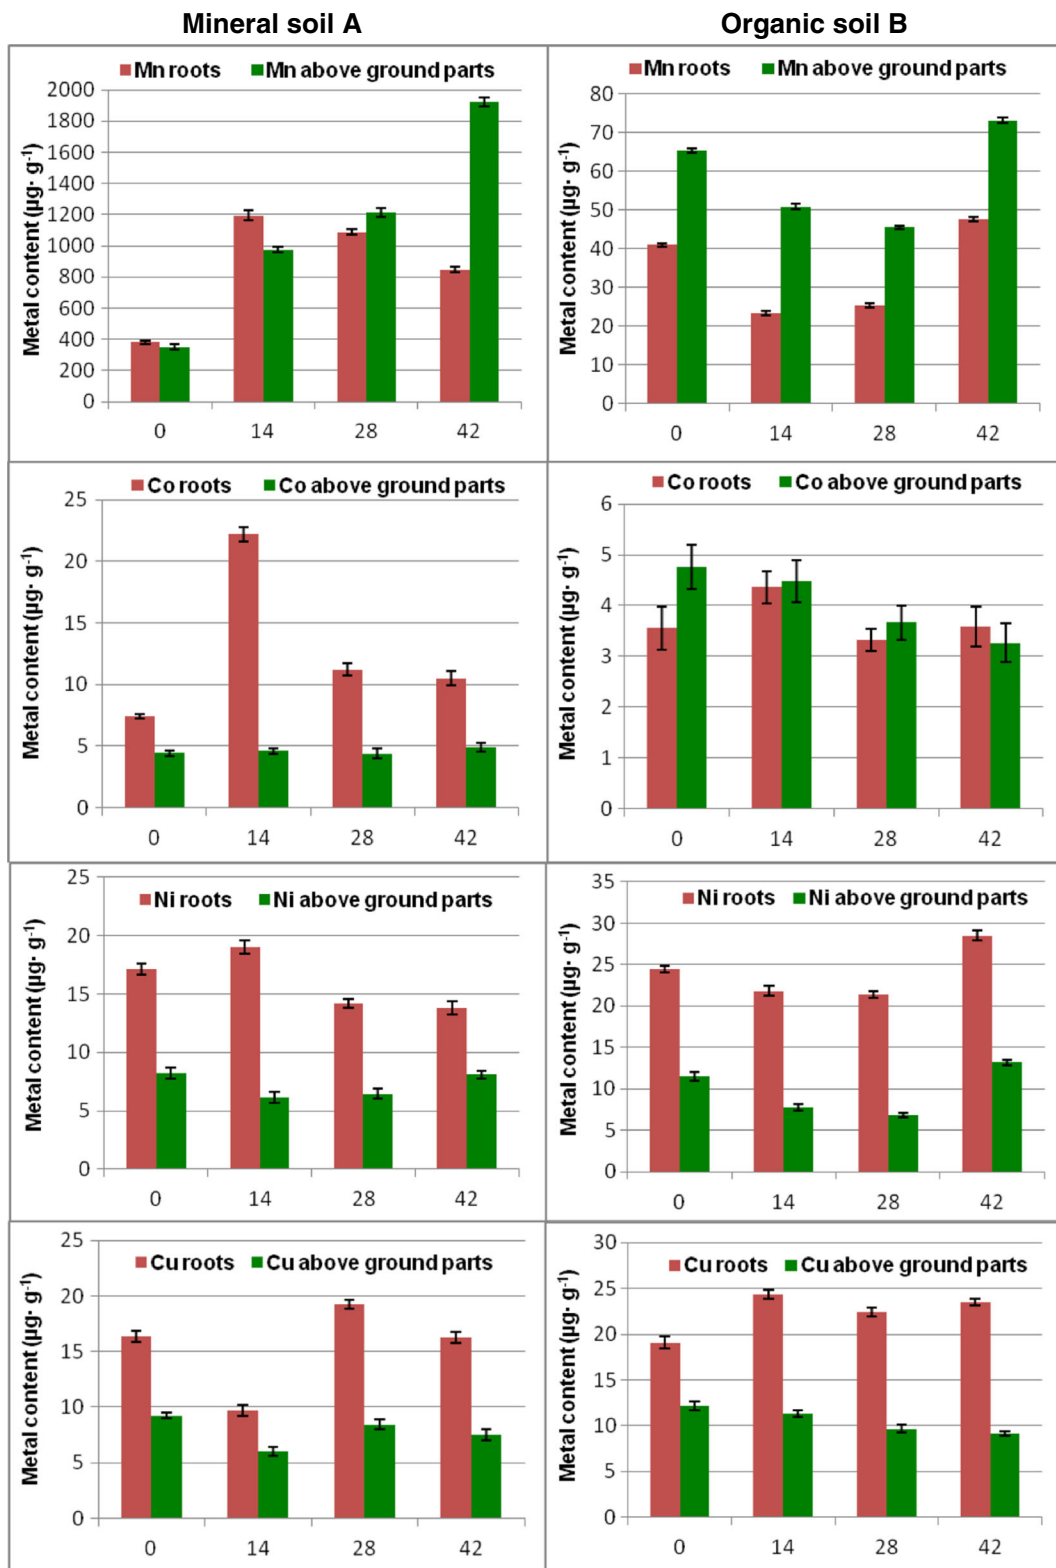 Mineral soil A
Organic soil B
Mn roots Mn above ground parts
Metal content (µg· g-1)
2000
1800
1600
1400
1200
1000
800
600
400
200
0
0 14 28 42
Mn roots Mn above ground parts
Metal content (µg· g-1)
80
70
60
50
40
30
20
10
0
0 14 28 42
Co roots Co above ground parts
Metal content (µg· g-1)
25
20
15
10
5
0
0 14 28 42
Co roots Co above ground parts
Metal content (µg· g-1)
6
5
4
3
2
1
0
0 14 28 42
Ni roots Ni above ground parts
Metal content (µg· g-1)
25
20
15
10
5
0
0 14 28 42
Ni roots Ni above ground parts
Metal content (µg· g-1)
35
30
25
20
15
10
5
0
0 14 28 42
Cu roots Cu above ground parts
Metal content (µg· g-1)
25
20
15
10
5
0
0 14 28 42
Cu roots Cu above ground parts
Metal content (µg· g-1)
30
25
20
15
10
5
0
0 14 28 42